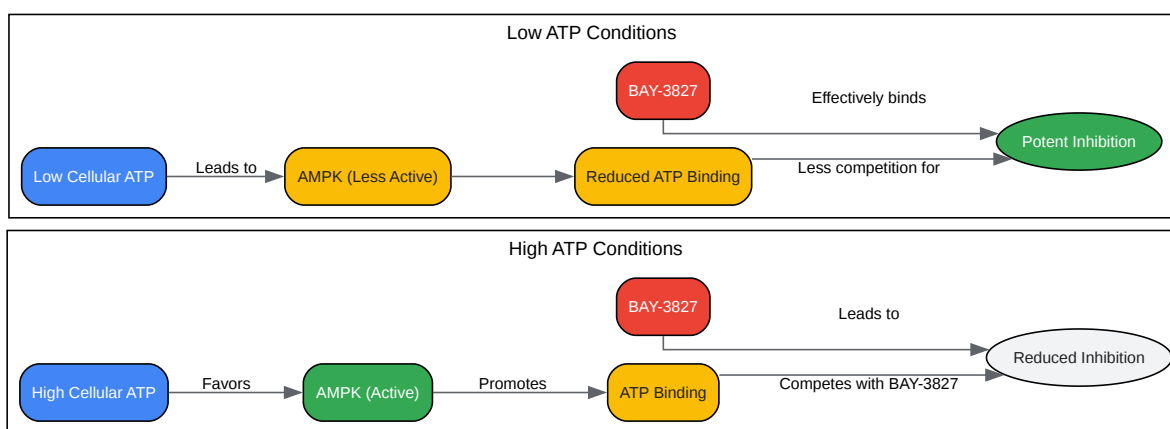 Low ATP Conditions
BAY-3827
Effectively binds
Potent Inhibition
Low Cellular ATP
Leads to
AMPK (Less Active)
Reduced ATP Binding
Less competition for
High ATP Conditions
BAY-3827
Leads to
Reduced Inhibition
High Cellular ATP
Favors
AMPK (Active)
Promotes
ATP Binding
Competes with BAY-3827